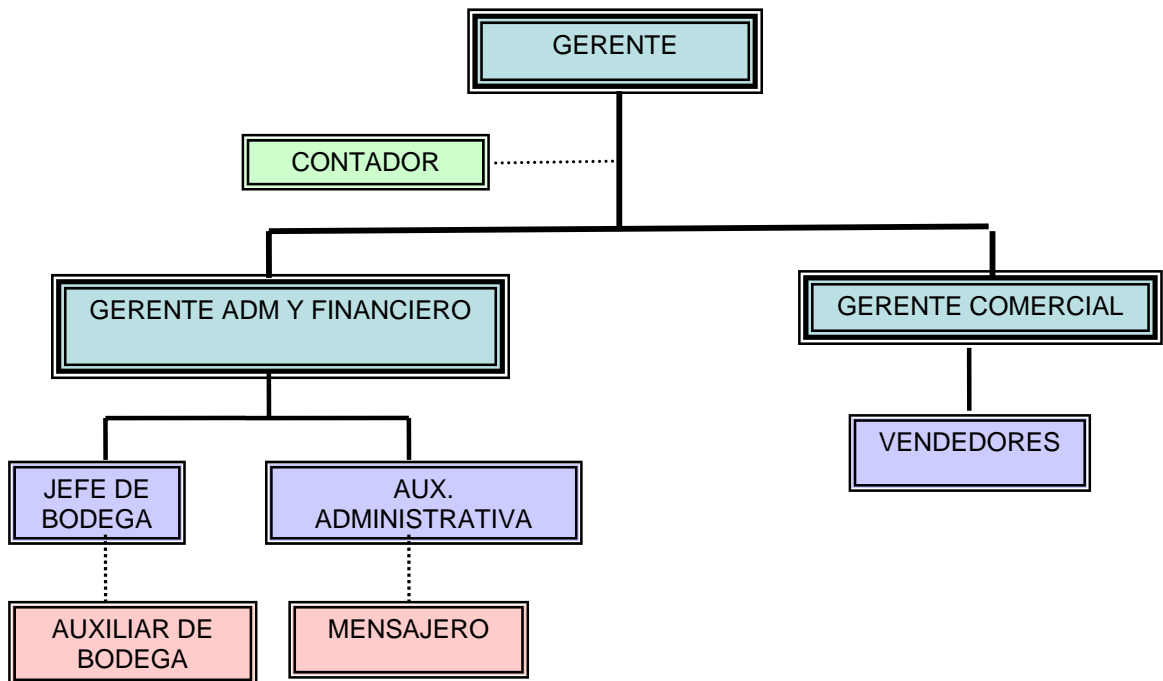 GERENTE
CONTADOR
GERENTE ADM Y FINANCIERO
GERENTE COMERCIAL
JEFE DE
BODEGA
AUX.
ADMINISTRATIVA
VENDEDORES
AUXILIAR DE
BODEGA
MENSAJERO